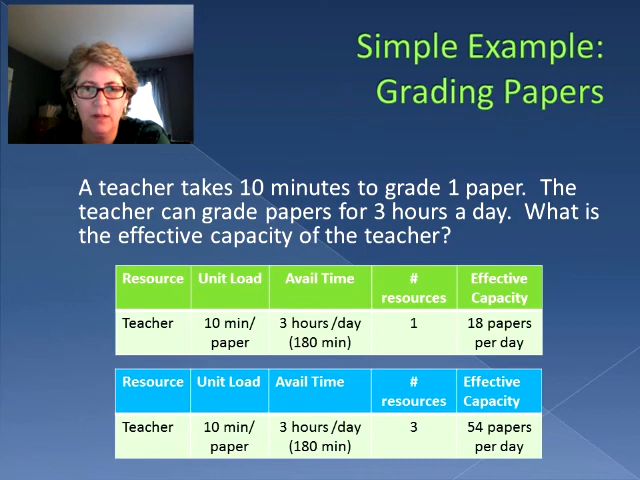 Simple Example:
Grading Papers
A teacher takes 10 minutes to grade 1 paper. The
teacher can grade papers for 3 hours a day. What is
the effective capacity of the teacher?
Resource Unit Load Avail Time # resources Effective Capacity
Teacher 10 min/ paper 3 hours /day (180 min) 1 18 papers per day
Resource Unit Load Avail Time # resources Effective Capacity
Teacher 10 min/ paper 3 hours /day (180 min) 3 54 papers per day